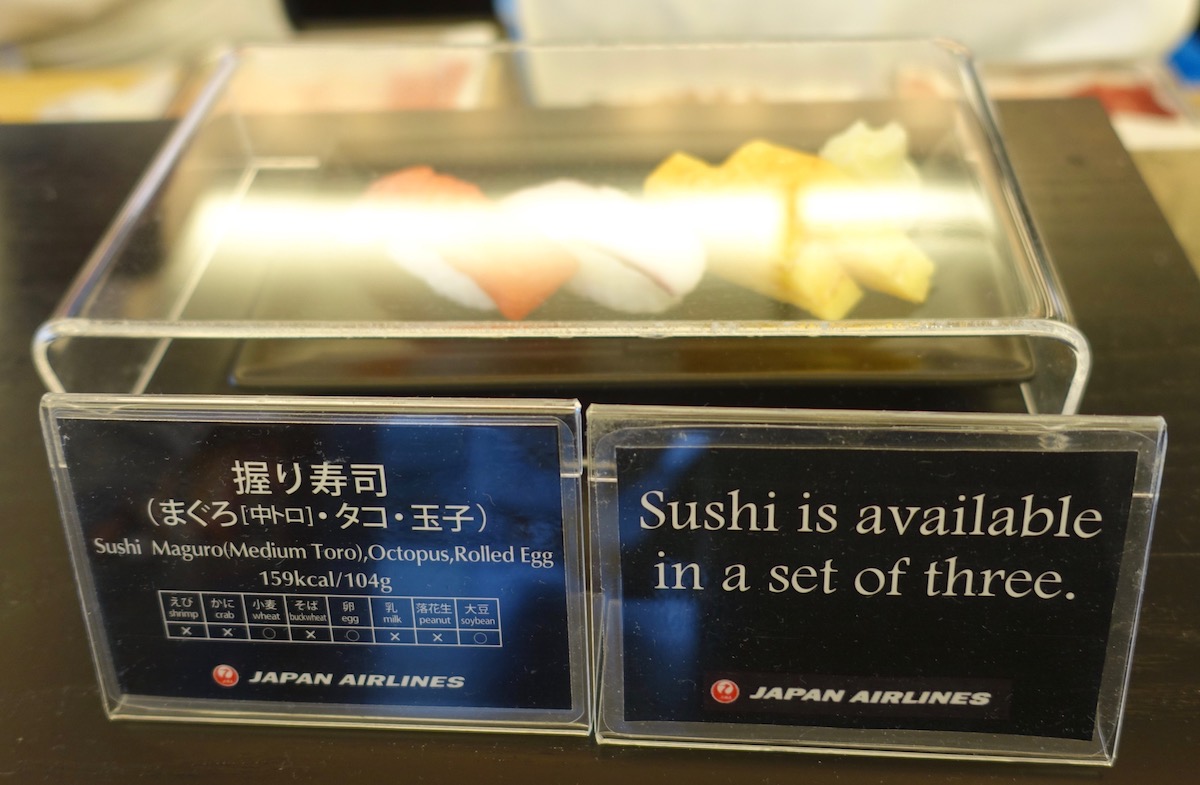 握り寿司
（まぐろ[中トロ]・タコ・玉子）
Sushi Maguro(Medium Toro),Octopus,Rolled Egg
159kcal/104g
えび かに 小麦 そば 卵 乳 落花生 大豆
shrimp crab wheat buckwheat egg milk peanut soybean
× × ○ × ○ × × ○
JAPAN AIRLINES
Sushi is available
in a set of three.
JAPAN AIRLINES